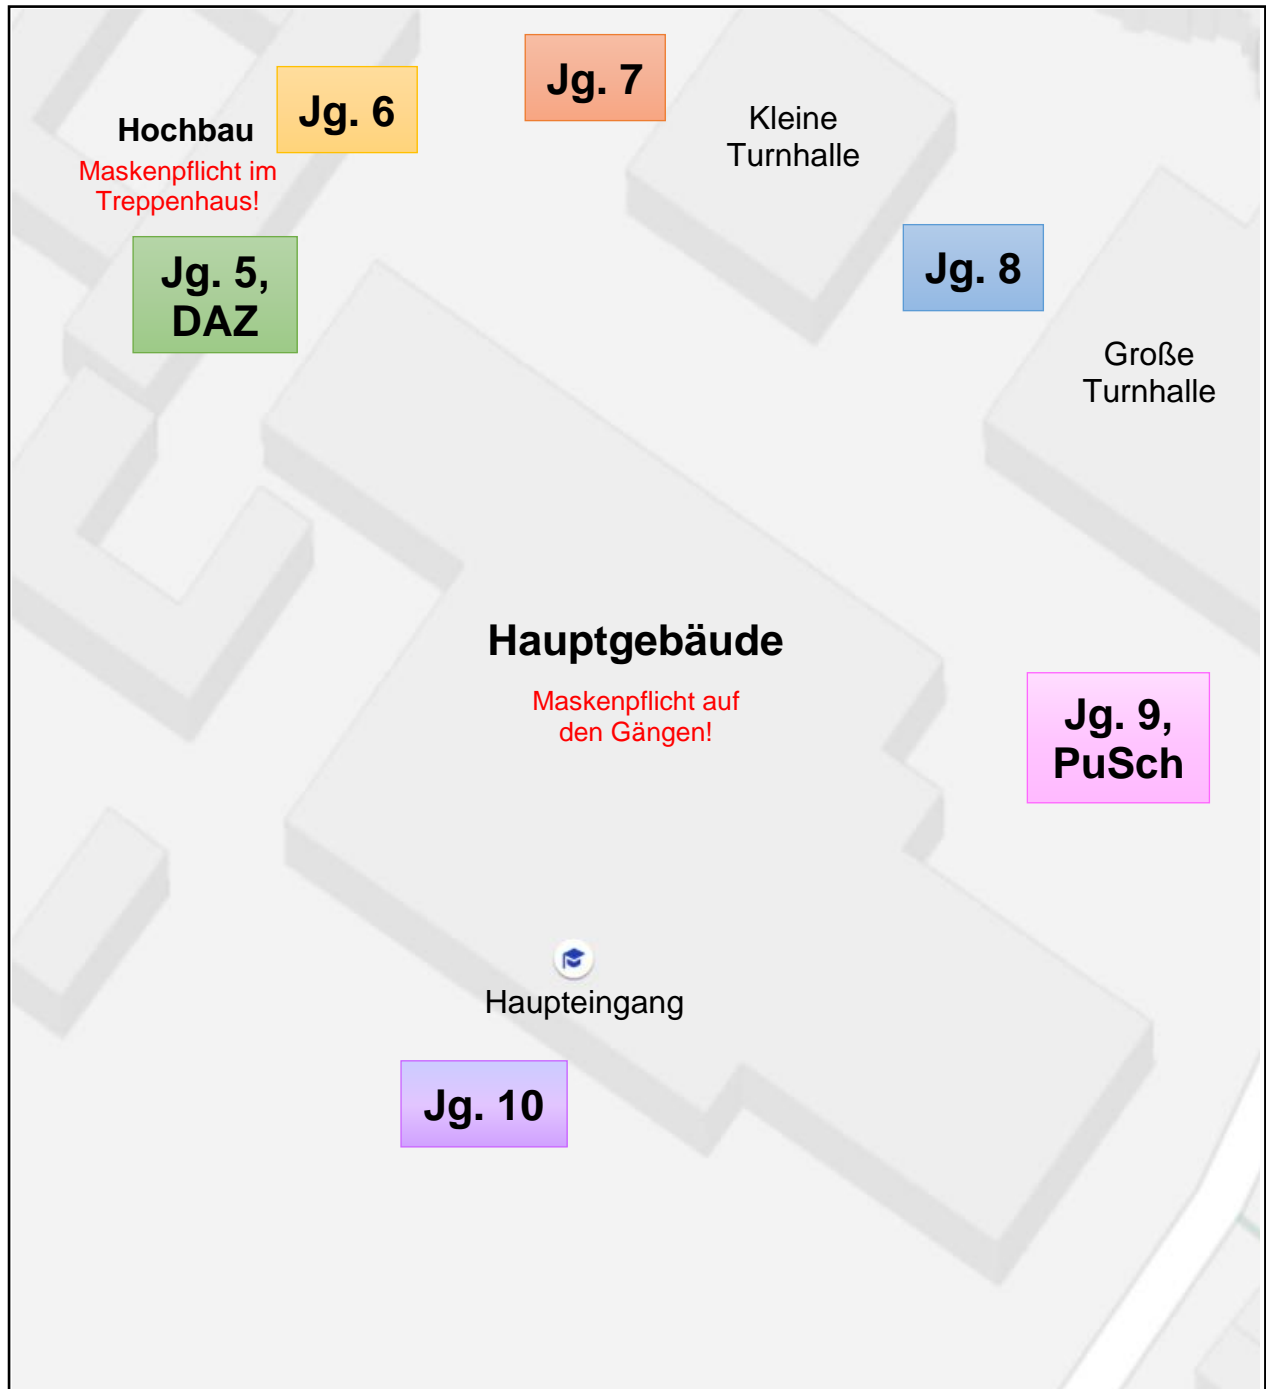 Jg. 7
Jg. 6
Hochbau
Maskenpflicht im
Treppenhaus!
Kleine
Turnhalle
Jg. 5,
DAZ
Jg. 8
Große
Turnhalle
Hauptgebäude
Maskenpflicht auf
den Gängen!
Jg. 9,
PuSch
Haupteingang
Jg. 10